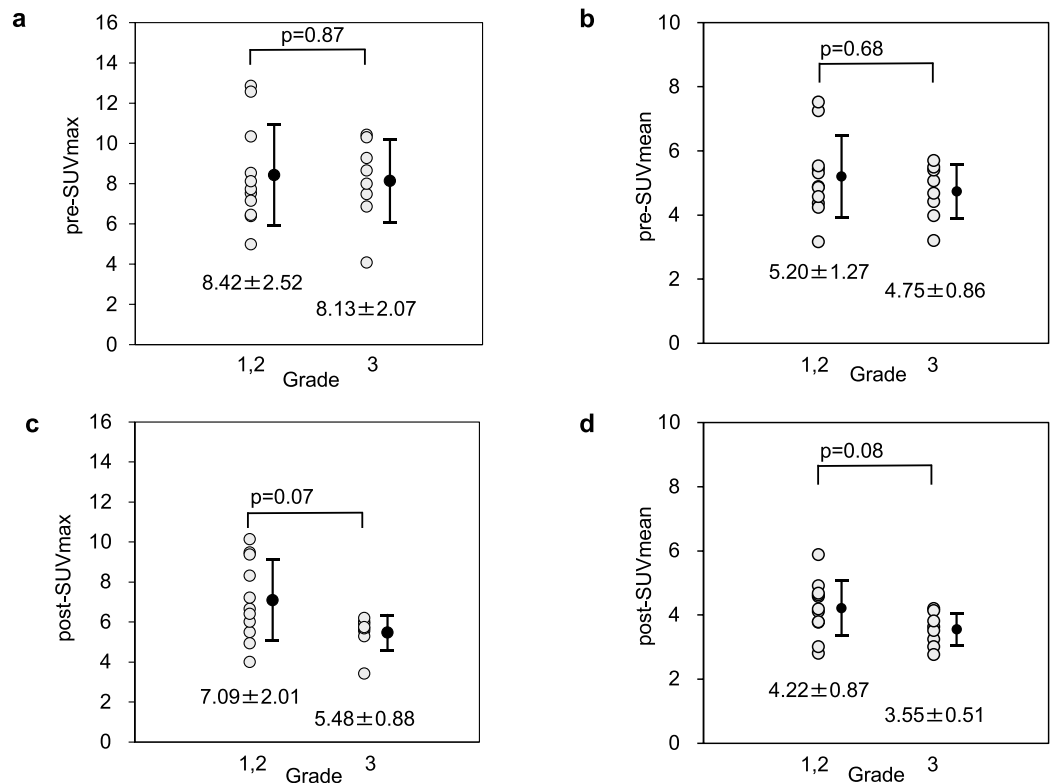 a
16
14
12
10
8
6
4
2
0
pre-SUVmax
p=0.87
8.42±2.52
8.13±2.07
1,2
3
Grade
b
10
8
6
4
2
0
pre-SUVmean
p=0.68
5.20±1.27
4.75±0.86
1,2
3
Grade
c
16
14
12
10
8
6
4
2
0
post-SUVmax
p=0.07
7.09±2.01
5.48±0.88
1,2
3
Grade
d
10
8
6
4
2
0
post-SUVmean
p=0.08
4.22±0.87
3.55±0.51
1,2
3
Grade